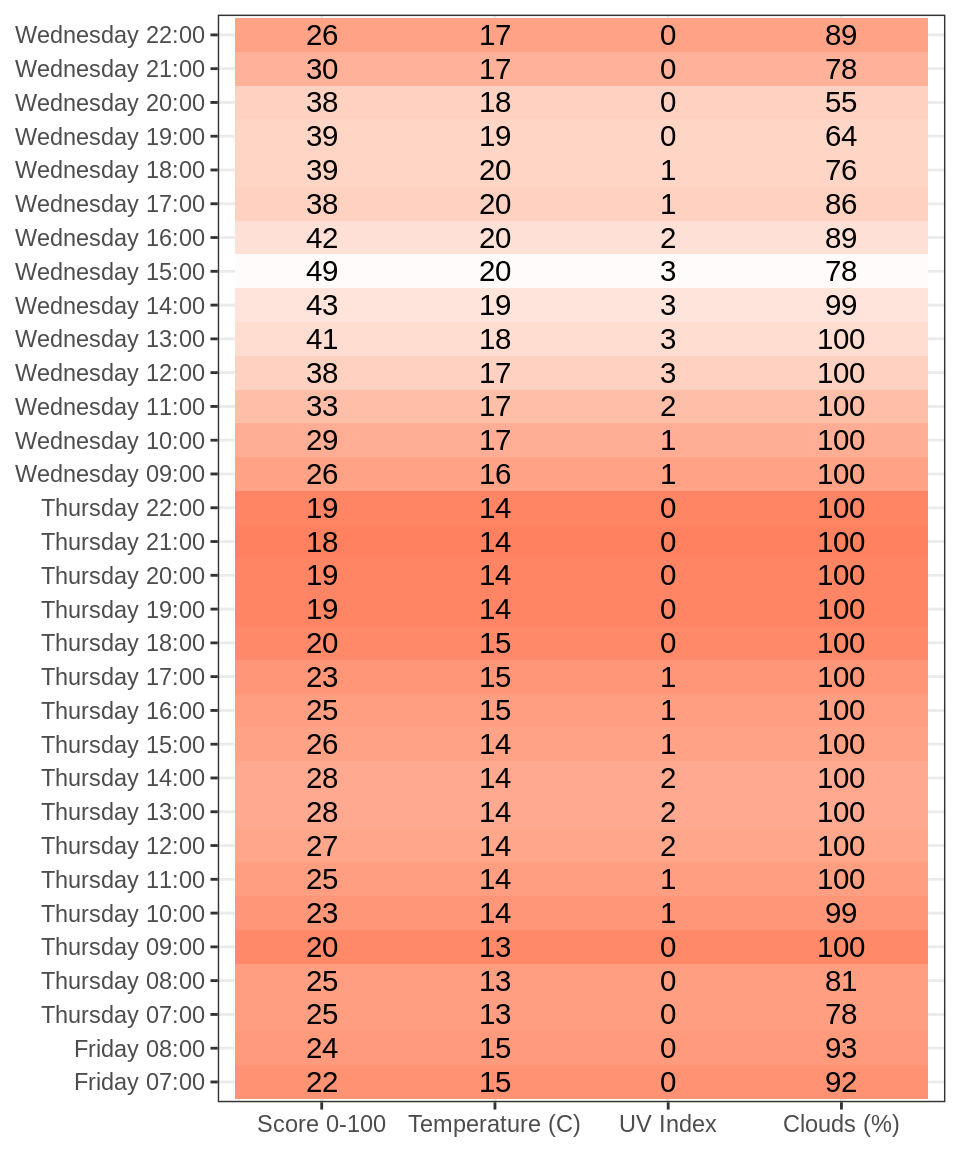 Wednesday 22:00 26 17 0 89
Wednesday 21:00 30 17 0 78
Wednesday 20:00 38 18 0 55
Wednesday 19:00 39 19 0 64
Wednesday 18:00 39 20 1 76
Wednesday 17:00 38 20 1 86
Wednesday 16:00 42 20 2 89
Wednesday 15:00 49 20 3 78
Wednesday 14:00 43 19 3 99
Wednesday 13:00 41 18 3 100
Wednesday 12:00 38 17 3 100
Wednesday 11:00 33 17 2 100
Wednesday 10:00 29 17 1 100
Wednesday 09:00 26 16 1 100
Thursday 22:00 19 14 0 100
Thursday 21:00 18 14 0 100
Thursday 20:00 19 14 0 100
Thursday 19:00 19 14 0 100
Thursday 18:00 20 15 0 100
Thursday 17:00 23 15 1 100
Thursday 16:00 25 15 1 100
Thursday 15:00 26 14 1 100
Thursday 14:00 28 14 2 100
Thursday 13:00 28 14 2 100
Thursday 12:00 27 14 2 100
Thursday 11:00 25 14 1 100
Thursday 10:00 23 14 1 99
Thursday 09:00 20 13 0 100
Thursday 08:00 25 13 0 81
Thursday 07:00 25 13 0 78
Friday 08:00 24 15 0 93
Friday 07:00 22 15 0 92
Score 0-100 Temperature (C) UV Index Clouds (%)